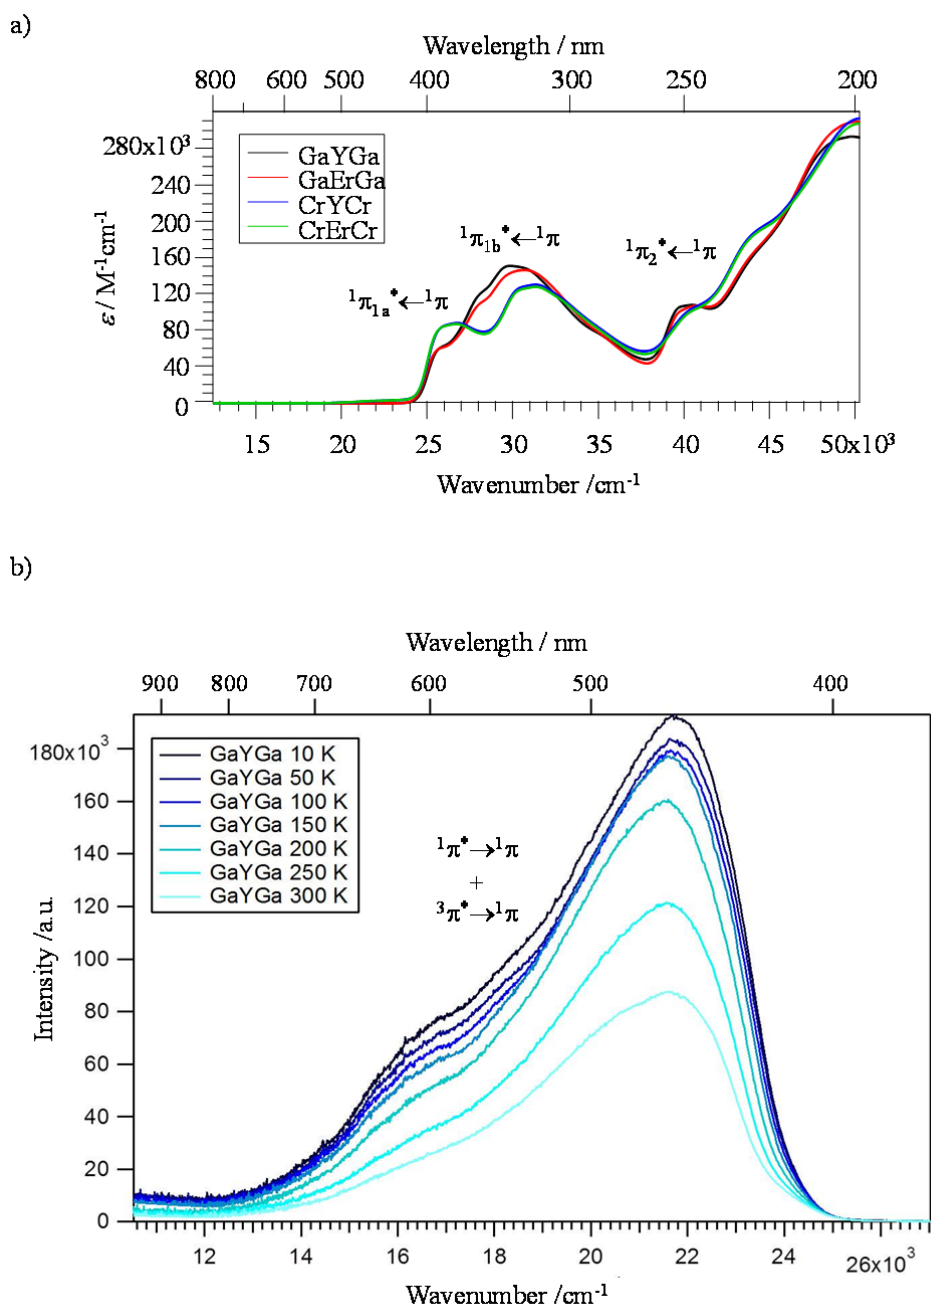 a)
Wavelength / nm
800 600 500 400 300 250 200
280x10³
240
200
160
120
80
40
0
ε / M⁻¹cm⁻¹
GaYGa
GaErGa
CrYCr
CrErCr
¹π₁ₐ*←¹π
¹π₁b*←¹π
¹π₂*←¹π
15 20 25 30 35 40 45 50x10³
Wavenumber /cm⁻¹
b)
Wavelength / nm
900 800 700 600 500 400
180x10³
160
140
120
100
80
60
40
20
0
Intensity /a.u.
GaYGa 10 K
GaYGa 50 K
GaYGa 100 K
GaYGa 150 K
GaYGa 200 K
GaYGa 250 K
GaYGa 300 K
¹π*→¹π
+
³π*→¹π
12 14 16 18 20 22 24 26x10³
Wavenumber /cm⁻¹